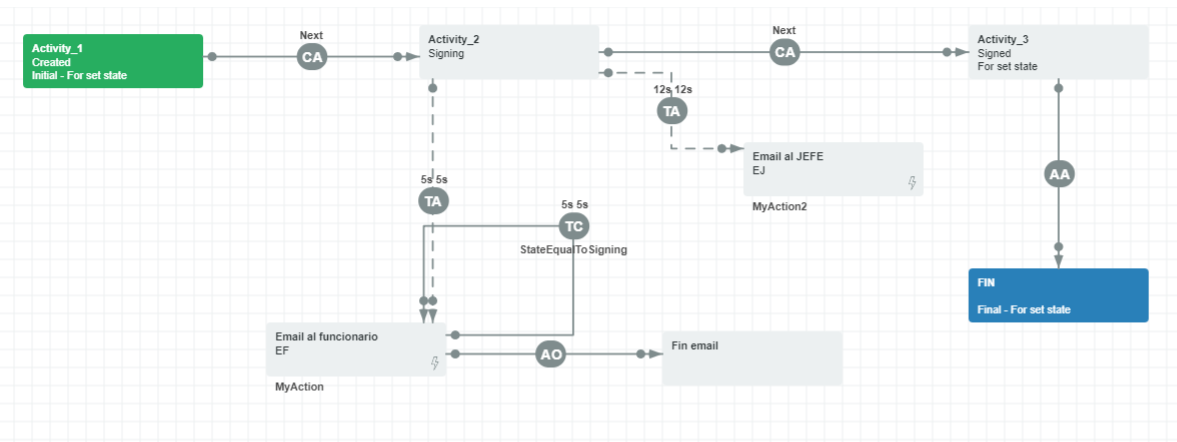 Activity_1
Created
Initial - For set state
Next
CA
Activity_2
Signing
Next
CA
Activity_3
Signed
For set state
12s 12s
TA
Email al JEFE
EJ
MyAction2
AA
5s 5s
TA
5s 5s
TC
StateEqualToSigning
FIN
Final - For set state
Email al funcionario
EF
MyAction
AO
Fin email